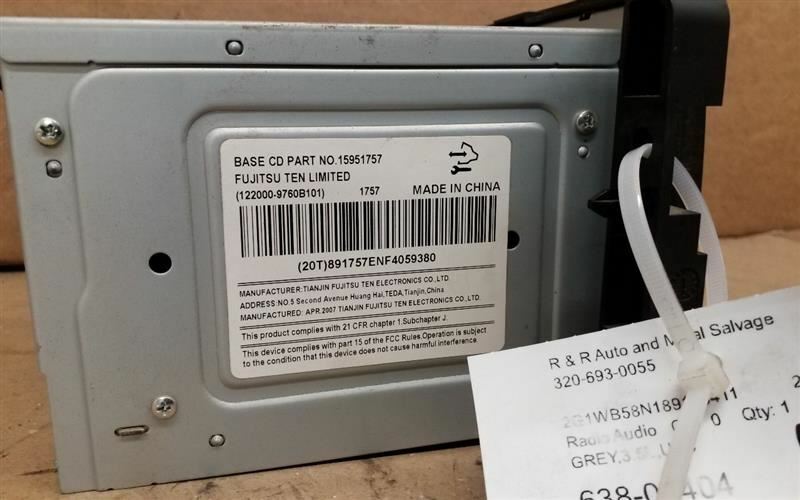 BASE CD PART NO.15951757
FUJITSU TEN LIMITED
(122000-9760B101) 1757 MADE IN CHINA
(20T)891757ENF4059380
MANUFACTURER:TIANJIN FUJITSU TEN ELECTRONICS CO.,LTD.
ADDRESS:NO.5 Second Avenue Huang Hai,TEDA,Tianjin,China
MANUFACTURED: APR.2007 TIANJIN FUJITSU TEN ELECTRONICS CO.,LTD.
This product complies with 21 CFR chapter 1.Subchapter J.
This device complies with part 15 of the FCC Rules.Operation is subject
to the condition that this device does not cause harmful interference.
R & R Auto and Metal Salvage
320-693-0055
Radio Audio Qty: 1
GREY,3.5L